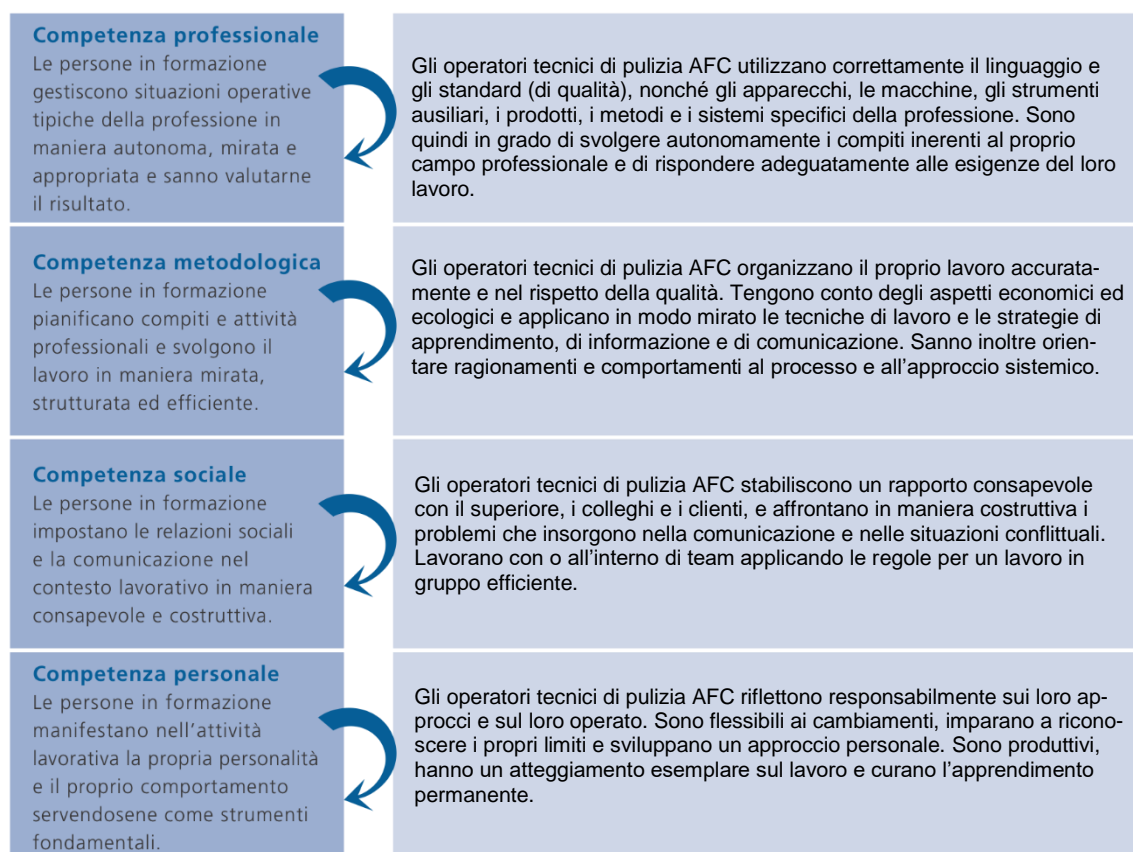 Competenza professionale
Le persone in formazione
gestiscono situazioni operative
tipiche della professione in
maniera autonoma, mirata e
appropriata e sanno valutarne
il risultato.
Gli operatori tecnici di pulizia AFC utilizzano correttamente il linguaggio e
gli standard (di qualità), nonché gli apparecchi, le macchine, gli strumenti
ausiliari, i prodotti, i metodi e i sistemi specifici della professione. Sono
quindi in grado di svolgere autonomamente i compiti inerenti al proprio
campo professionale e di rispondere adeguatamente alle esigenze del loro
lavoro.
Competenza metodologica
Le persone in formazione
pianificano compiti e attività
professionali e svolgono il
lavoro in maniera mirata,
strutturata ed efficiente.
Gli operatori tecnici di pulizia AFC organizzano il proprio lavoro accurata-
mente e nel rispetto della qualità. Tengono conto degli aspetti economici ed
ecologici e applicano in modo mirato le tecniche di lavoro e le strategie di
apprendimento, di informazione e di comunicazione. Sanno inoltre orien-
tare ragionamenti e comportamenti al processo e all'approccio sistemico.
Competenza sociale
Le persone in formazione
impostano le relazioni sociali
e la comunicazione nel
contesto lavorativo in maniera
consapevole e costruttiva.
Gli operatori tecnici di pulizia AFC stabiliscono un rapporto consapevole
con il superiore, i colleghi e i clienti, e affrontano in maniera costruttiva i
problemi che insorgono nella comunicazione e nelle situazioni conflittuali.
Lavorano con o all'interno di team applicando le regole per un lavoro in
gruppo efficiente.
Competenza personale
Le persone in formazione
manifestano nell'attività
lavorativa la propria personalità
e il proprio comportamento
servendosene come strumenti
fondamentali.
Gli operatori tecnici di pulizia AFC riflettono responsabilmente sui loro ap-
procci e sul loro operato. Sono flessibili ai cambiamenti, imparano a ricono-
scere i propri limiti e sviluppano un approccio personale. Sono produttivi,
hanno un atteggiamento esemplare sul lavoro e curano l'apprendimento
permanente.